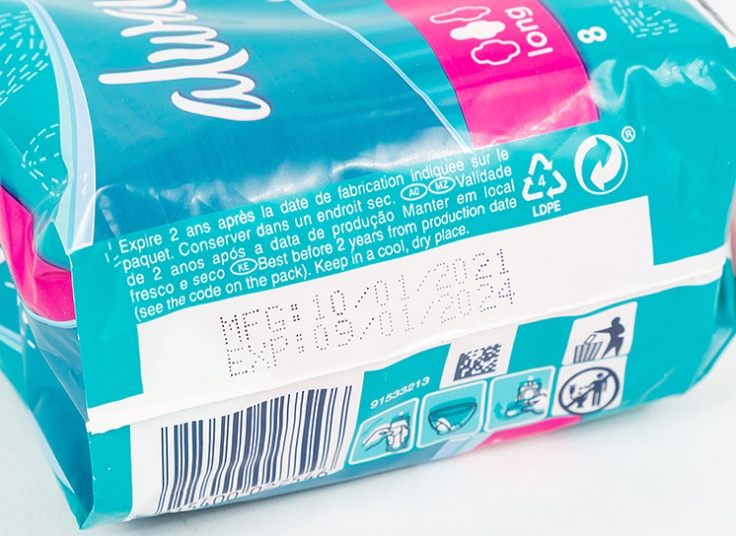 long
8
Expire 2 ans après la date de fabrication indiquée sur le
paquet. Conserver dans un endroit sec. AO MZ Validade
de 2 anos após a data de produção Manter em local
fresco e seco KE Best before 2 years from production date
(see the code on the pack). Keep in a cool, dry place.
4
LDPE
®
MFG:10/01/2021
EXP:09/01/2024
91533213